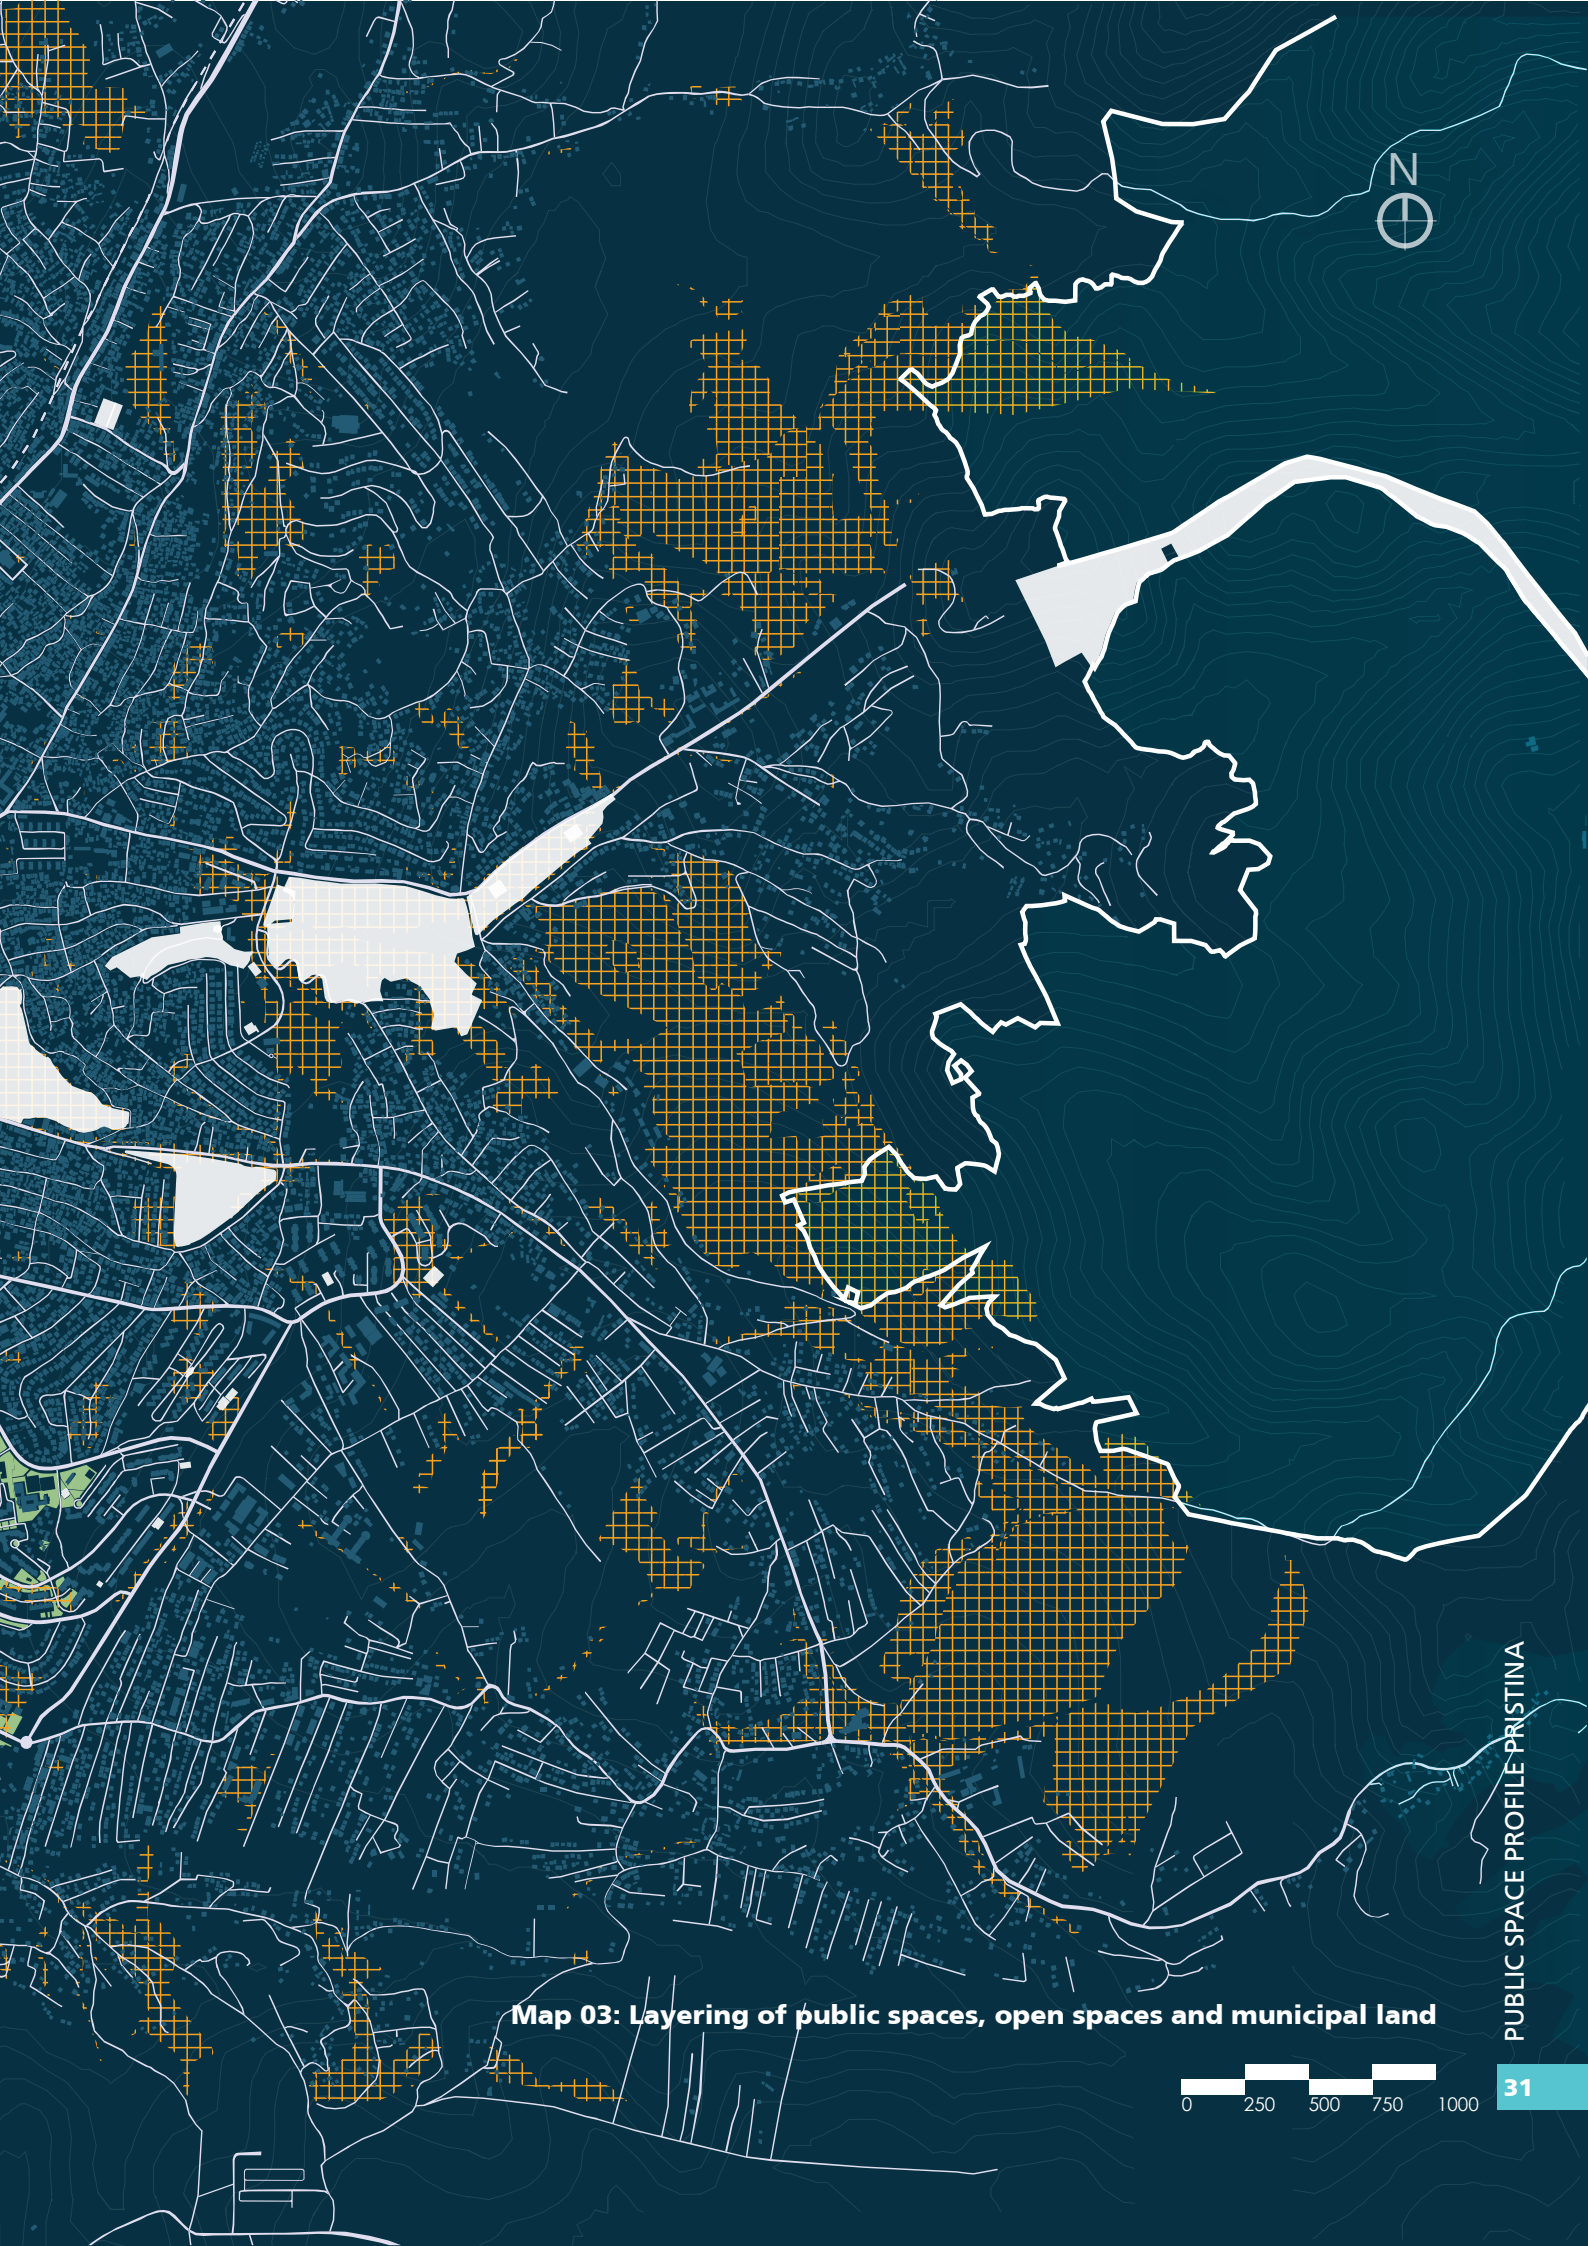 N
PUBLIC SPACE PROFILE PRISTINA
Map 03: Layering of public spaces, open spaces and municipal land
0 250 500 750 1000
31